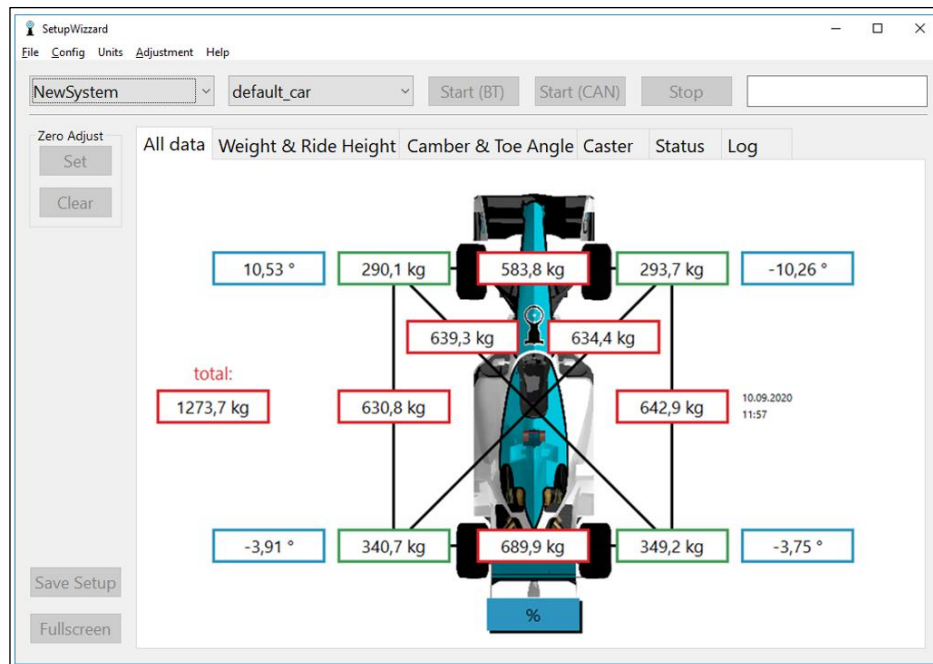 SetupWizzard
File Config Units Adjustment Help
NewSystem default_car Start (BT) Start (CAN) Stop
Zero Adjust
Set
Clear
All data Weight & Ride Height Camber & Toe Angle Caster Status Log
10,53 ° 290,1 kg 583,8 kg 293,7 kg -10,26 °
639,3 kg 634,4 kg
total:
1273,7 kg 630,8 kg 642,9 kg
10.09.2020
11:57
-3,91 ° 340,7 kg 689,9 kg 349,2 kg -3,75 °
%
Save Setup
Fullscreen